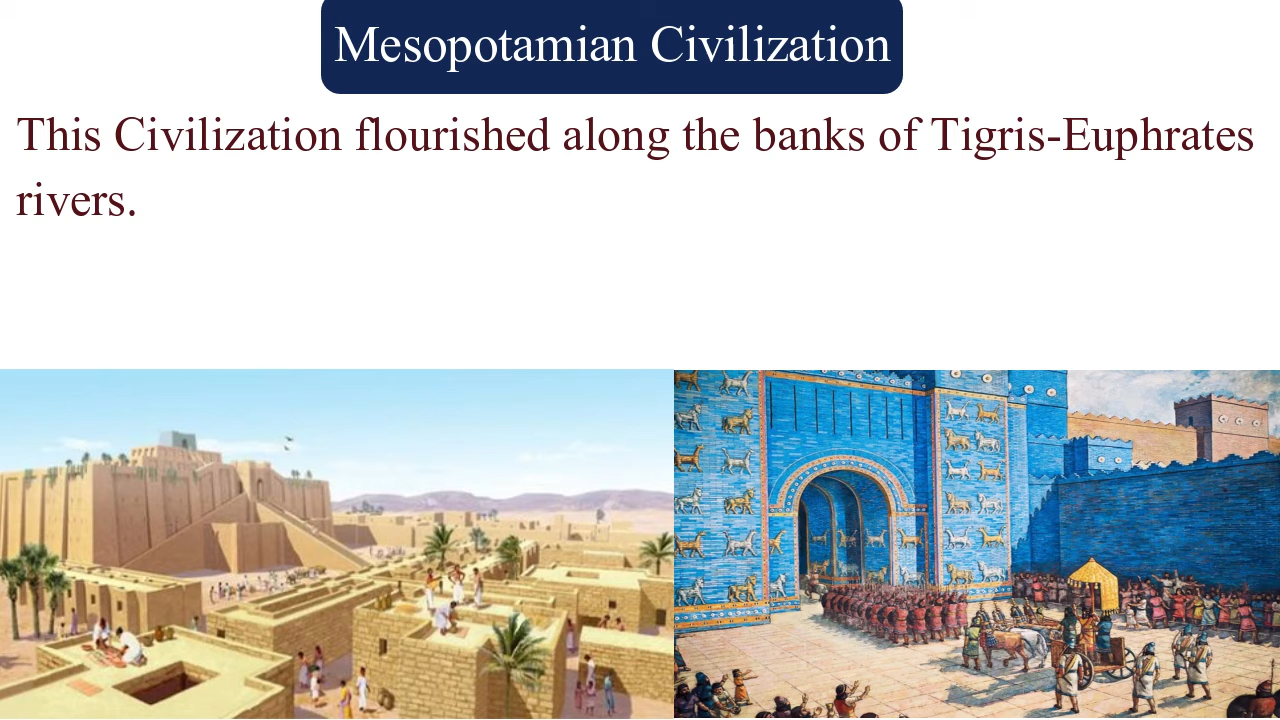 Mesopotamian Civilization
This Civilization flourished along the banks of Tigris-Euphrates
rivers.